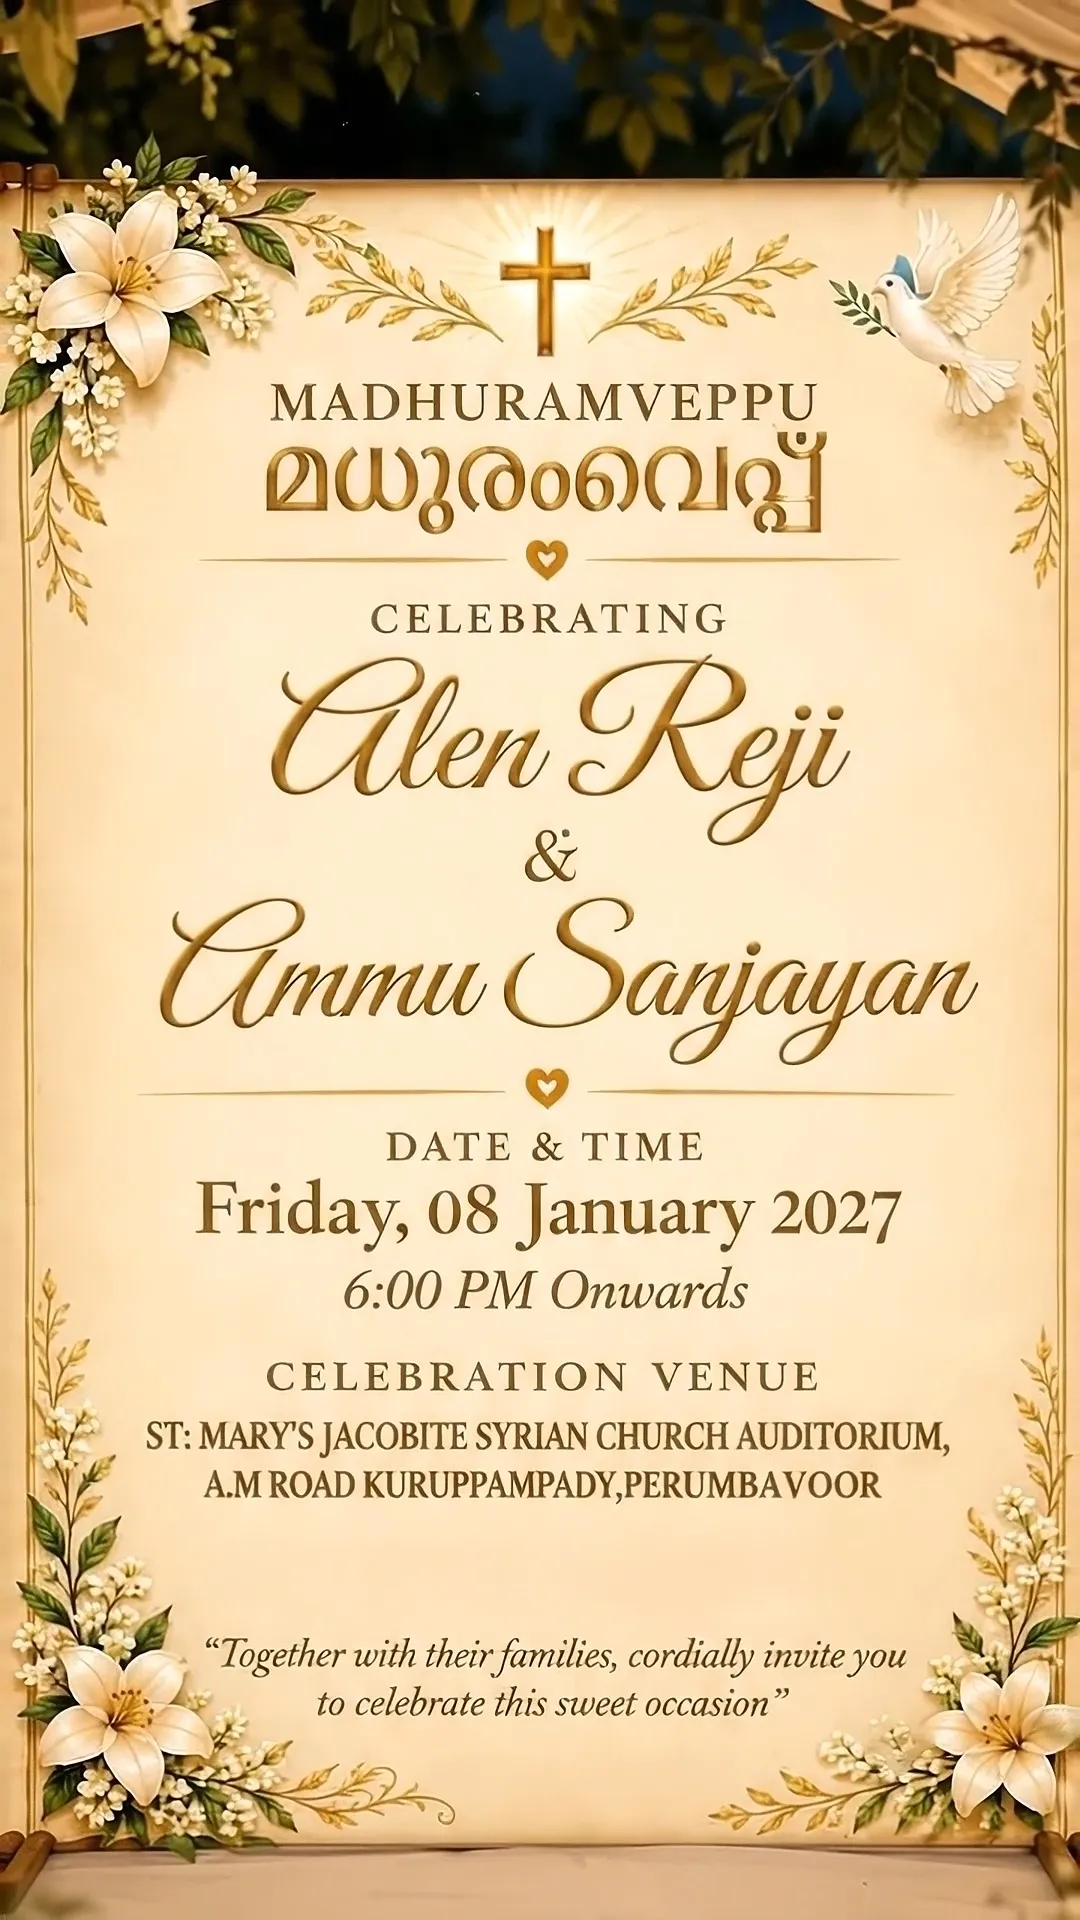 MADHURAMVEPPU
മധുരംവെപ്പ്
CELEBRATING
Alen Reji
&
Ammu Sanjayan
DATE & TIME
Friday, 08 January 2027
6:00 PM Onwards
CELEBRATION VENUE
ST: MARY'S JACOBITE SYRIAN CHURCH AUDITORIUM,
A.M ROAD KURUPPAMPADY,PERUMBAVOOR
“Together with their families, cordially invite you
to celebrate this sweet occasion”